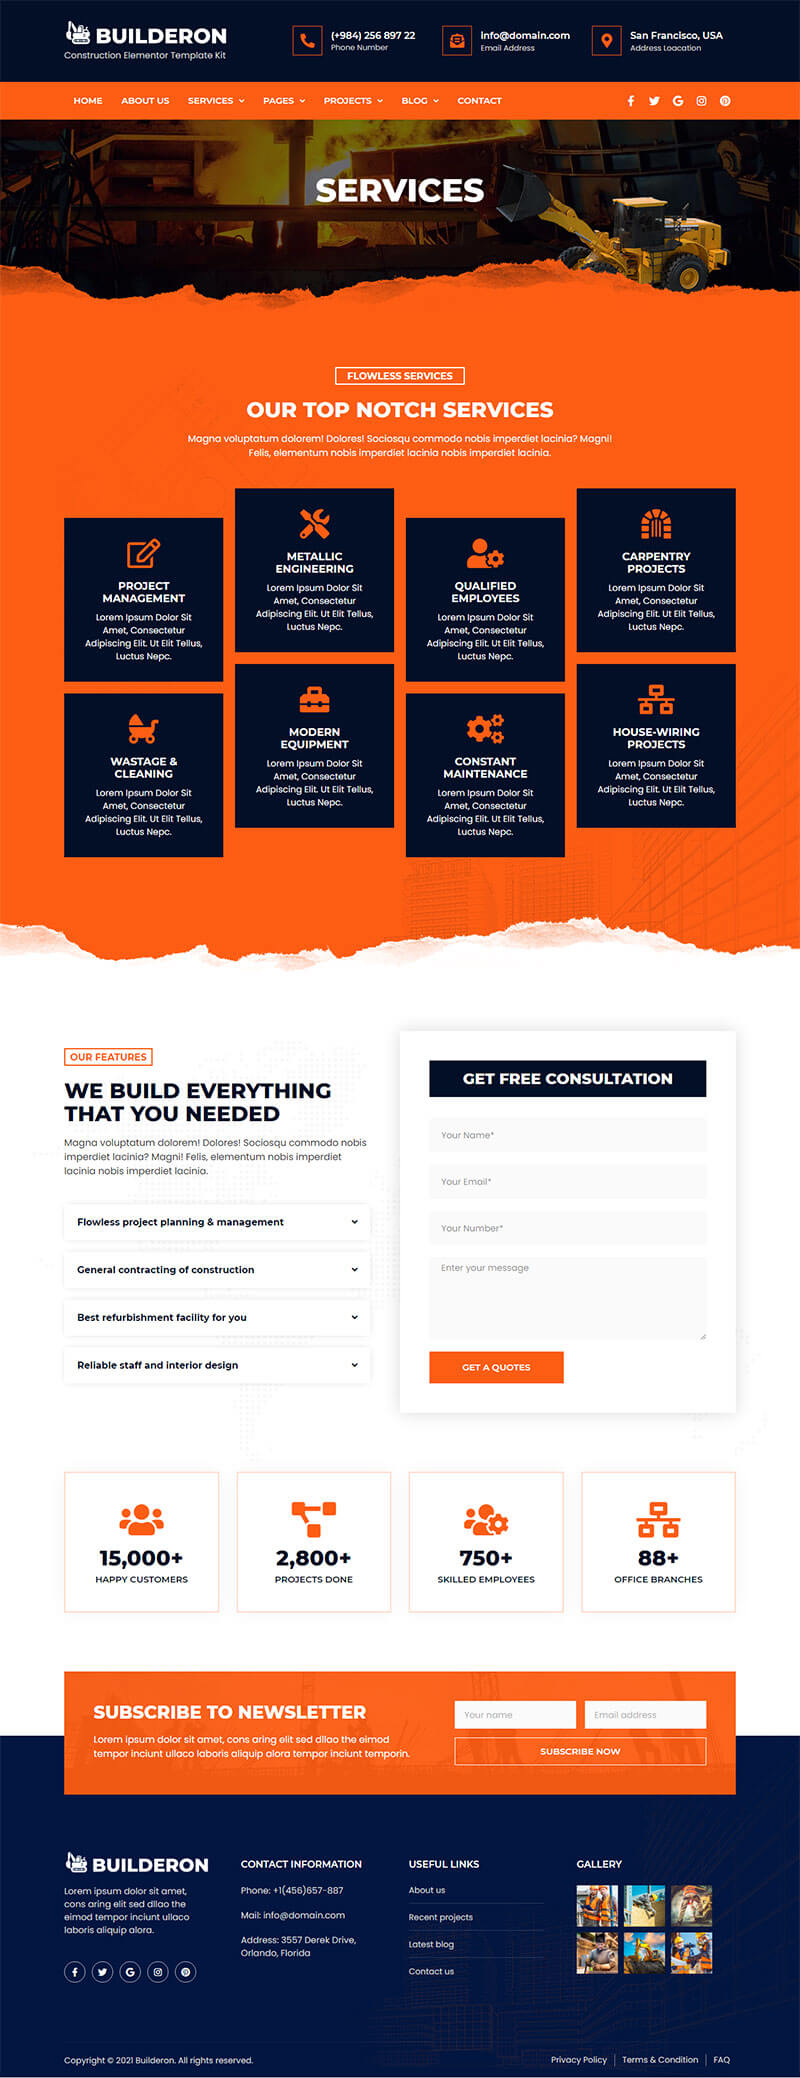 BUILDERON
Construction Elementor Template Kit
(+984) 256 897 22
Phone Number
info@domain.com
Email Address
San Francisco, USA
Address Loacation
HOME ABOUT US SERVICES PAGES PROJECTS BLOG CONTACT
SERVICES
FLOWLESS SERVICES
OUR TOP NOTCH SERVICES
Magna voluptatum dolorem! Dolores! Sociosqu commodo nobis imperdiet lacinia? Magni!
Felis, elementum nobis imperdiet lacinia nobis imperdiet lacinia.
PROJECT
MANAGEMENT
Lorem Ipsum Dolor Sit
Amet, Consectetur
Adipiscing Elit. Ut Elit Tellus,
Luctus Nepc.
METALLIC
ENGINEERING
Lorem Ipsum Dolor Sit
Amet, Consectetur
Adipiscing Elit. Ut Elit Tellus,
Luctus Nepc.
QUALIFIED
EMPLOYEES
Lorem Ipsum Dolor Sit
Amet, Consectetur
Adipiscing Elit. Ut Elit Tellus,
Luctus Nepc.
CARPENTRY
PROJECTS
Lorem Ipsum Dolor Sit
Amet, Consectetur
Adipiscing Elit. Ut Elit Tellus,
Luctus Nepc.
WASTAGE &
CLEANING
Lorem Ipsum Dolor Sit
Amet, Consectetur
Adipiscing Elit. Ut Elit Tellus,
Luctus Nepc.
MODERN
EQUIPMENT
Lorem Ipsum Dolor Sit
Amet, Consectetur
Adipiscing Elit. Ut Elit Tellus,
Luctus Nepc.
CONSTANT
MAINTENANCE
Lorem Ipsum Dolor Sit
Amet, Consectetur
Adipiscing Elit. Ut Elit Tellus,
Luctus Nepc.
HOUSE-WIRING
PROJECTS
Lorem Ipsum Dolor Sit
Amet, Consectetur
Adipiscing Elit. Ut Elit Tellus,
Luctus Nepc.
OUR FEATURES
WE BUILD EVERYTHING
THAT YOU NEEDED
Magna voluptatum dolorem! Dolores! Sociosqu commodo nobis
imperdiet lacinia? Magni! Felis, elementum nobis imperdiet
lacinia nobis imperdiet lacinia.
Flowless project planning & management
General contracting of construction
Best refurbishment facility for you
Reliable staff and interior design
GET FREE CONSULTATION
Your Name*
Your Email*
Your Number*
Enter your message
GET A QUOTES
15,000+
HAPPY CUSTOMERS
2,800+
PROJECTS DONE
750+
SKILLED EMPLOYEES
88+
OFFICE BRANCHES
SUBSCRIBE TO NEWSLETTER
Lorem ipsum dolor sit amet, cons aring elit sed dllao the eimod
tempor inciunt ullaco laboris aliquip alora tempor inciunt temporin.
Your name
Email address
SUBSCRIBE NOW
BUILDERON
Lorem ipsum dolor sit amet,
cons aring elit sed dllao the
eimod tempor inciunt ullaco
laboris aliquip alora.
CONTACT INFORMATION
Phone: +1(456)657-887
Mail: info@domain.com
Address: 3557 Derek Drive,
Orlando, Florida
USEFUL LINKS
About us
Recent projects
Latest blog
Contact us
GALLERY
Copyright © 2021 Builderon. All rights reserved.
Privacy Policy | Terms & Condition | FAQ